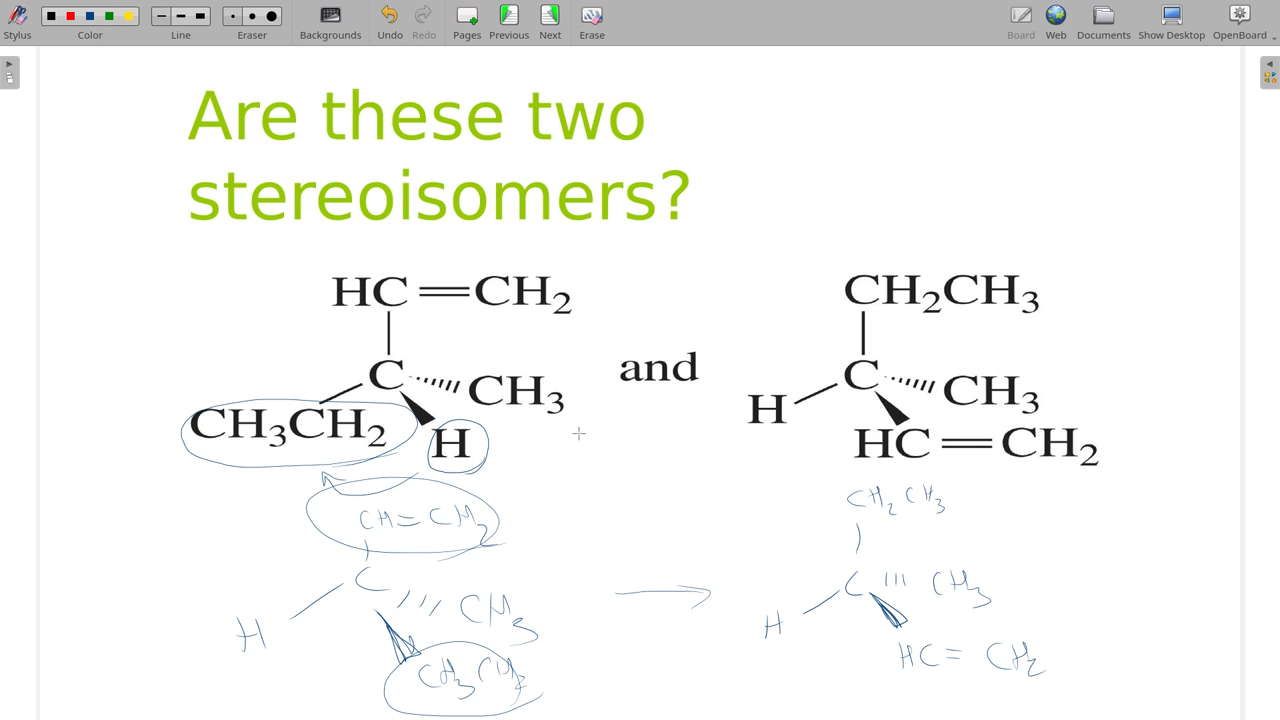 Stylus Color Line Eraser Backgrounds Undo Redo Pages Previous Next Erase Board Web Documents Show Desktop OpenBoard
Are these two
stereoisomers?
HC=CH₂
CH₂CH₃
C
CH₃
and
C
CH₃
CH₃CH₂
H
H
HC=CH₂
CH=CH₂
CH₂CH₃
C
CH₃
H
C
CH₃
H
CH₃CH₂
HC=CH₂